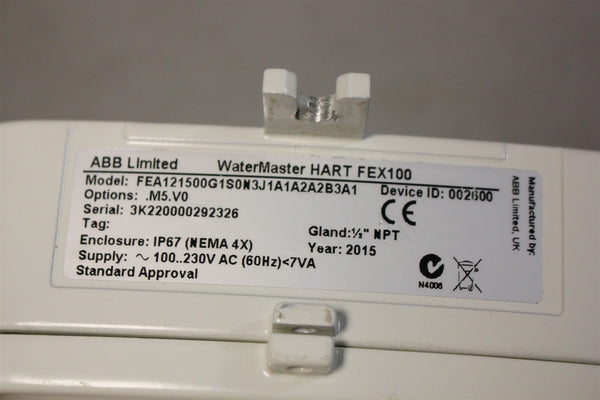 ABB Limited WaterMaster HART FEX100
Model: FEA121500G1S0N3J1A1A2A2B3A1 Device ID: 002600
Options: .M5.V0
Serial: 3K220000292326
Tag:
Gland:½" NPT
Enclosure: IP67 (NEMA 4X) Year: 2015
Supply: ~ 100..230V AC (60Hz)<7VA
Standard Approval
CE
N4006
Manufactured by:
ABB Limited, UK